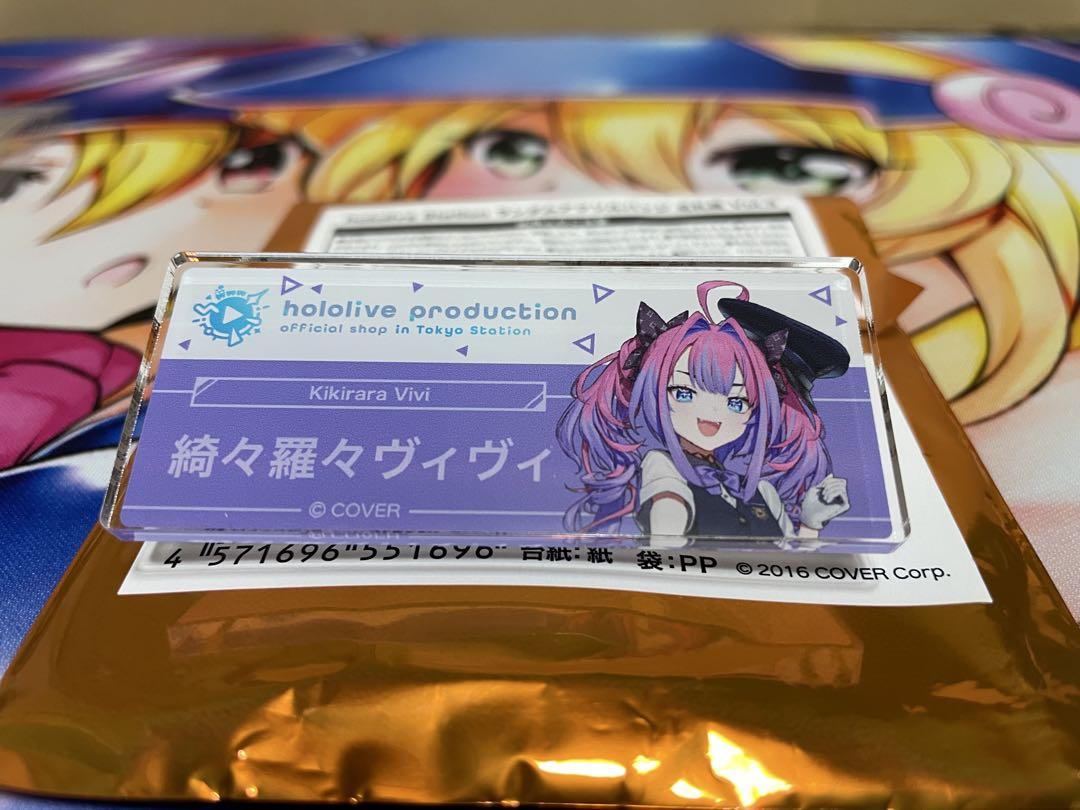 hololive production
official shop in Tokyo Station
Kikirara Vivi
綺々羅々ヴィヴィ
© COVER
4 571696 551696 台紙：紙 袋：PP © 2016 COVER Corp.